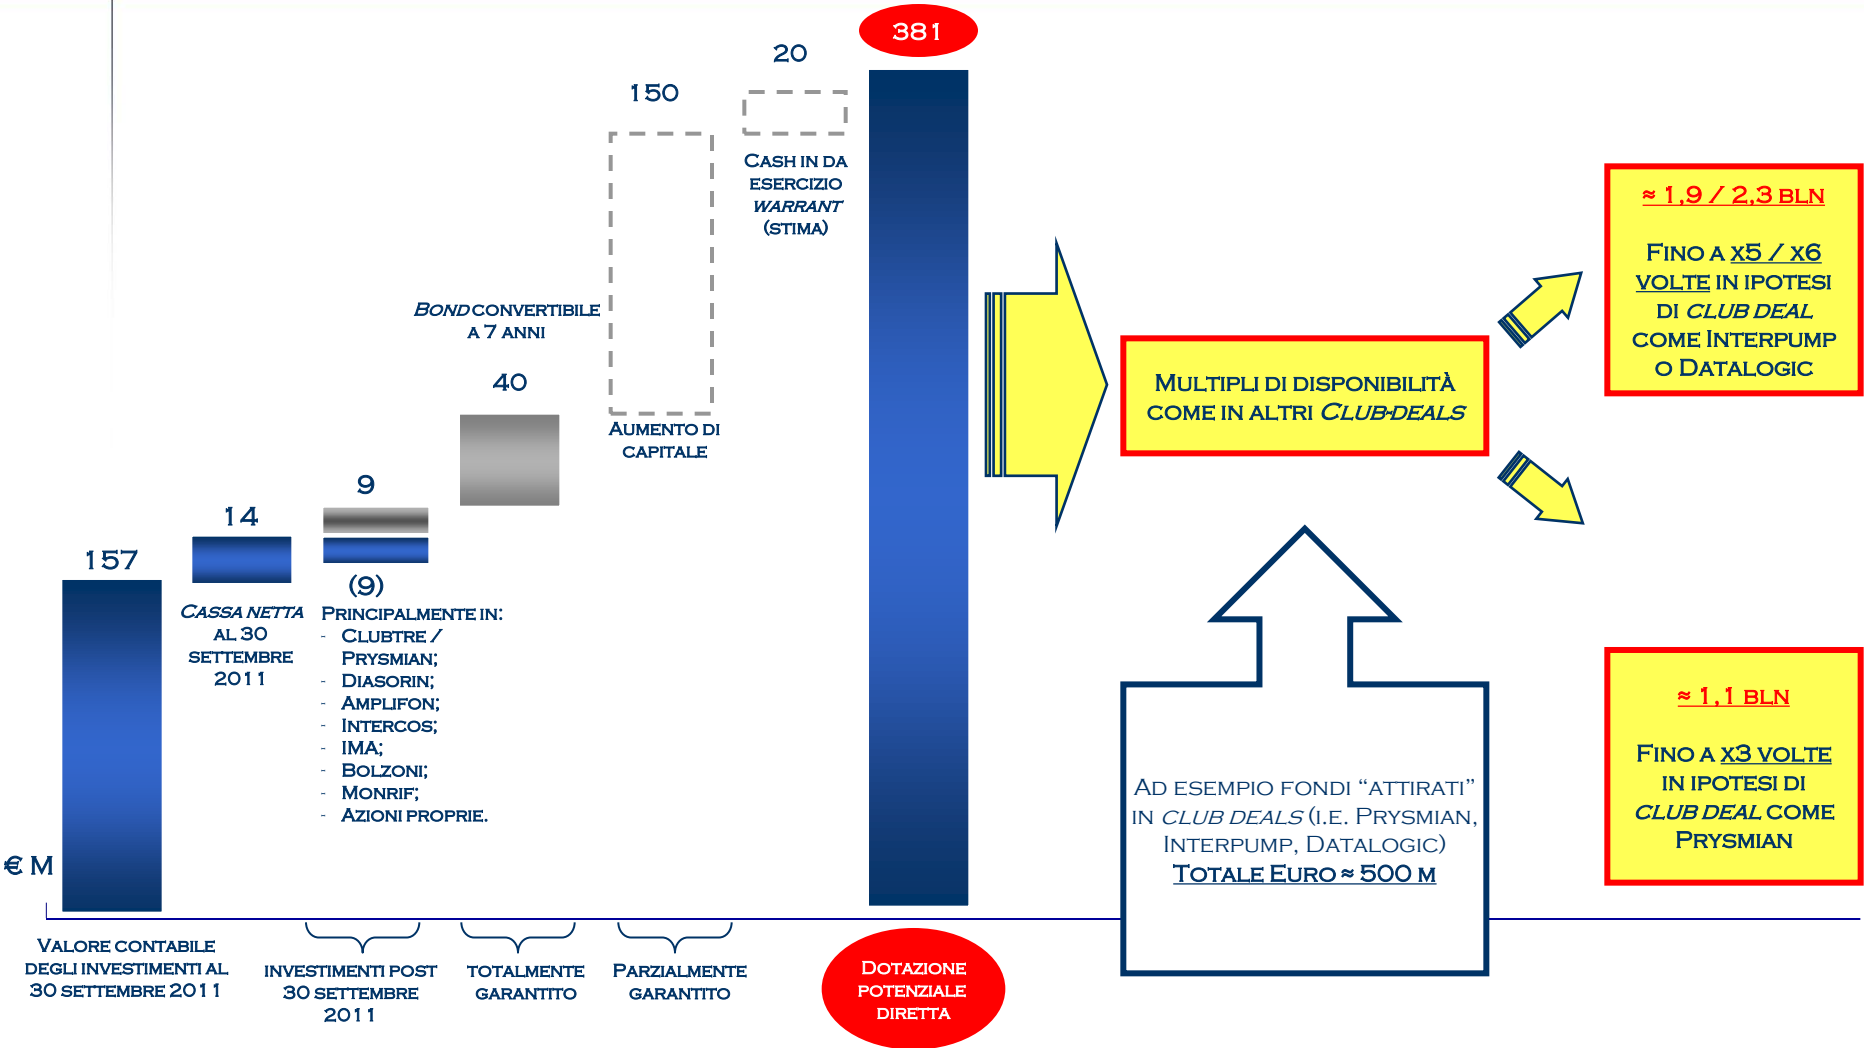 381
20
150
Cash in da
esercizio
warrant
(stima)
≈ 1,9 / 2,3 bln
Fino a x5 / x6
volte in ipotesi
di club deal
come Interpump
o Datalogic
Bond convertibile
a 7 anni
40
Aumento di
capitale
Multipli di disponibilità
come in altri Club-deals
9
14
157
(9)
Cassa netta
al 30
settembre
2011
Principalmente in:
- Clubtre /
Prysmian;
- Diasorin;
- Amplifon;
- Intercos;
- IMA;
- Bolzoni;
- Monrif;
- Azioni proprie.
≈ 1,1 bln
Fino a x3 volte
in ipotesi di
club deal come
Prysmian
Ad esempio fondi “attirati”
in club deals (i.e. Prysmian,
Interpump, Datalogic)
Totale Euro ≈ 500 m
€ M
Valore contabile
degli investimenti al
30 settembre 2011
investimenti post
30 settembre
2011
totalmente
garantito
Parzialmente
garantito
Dotazione
potenziale
diretta